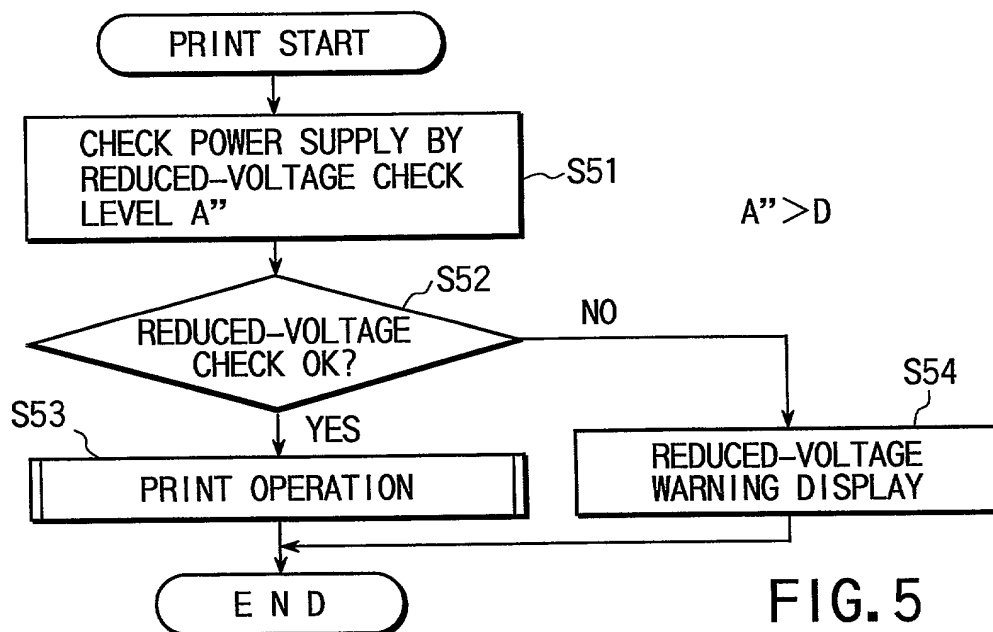 PRINT START
CHECK POWER SUPPLY BY
REDUCED-VOLTAGE CHECK
LEVEL A”
S51
A”>D
S52
REDUCED-VOLTAGE
CHECK OK?
NO
YES
S53
PRINT OPERATION
S54
REDUCED-VOLTAGE
WARNING DISPLAY
END
FIG. 5